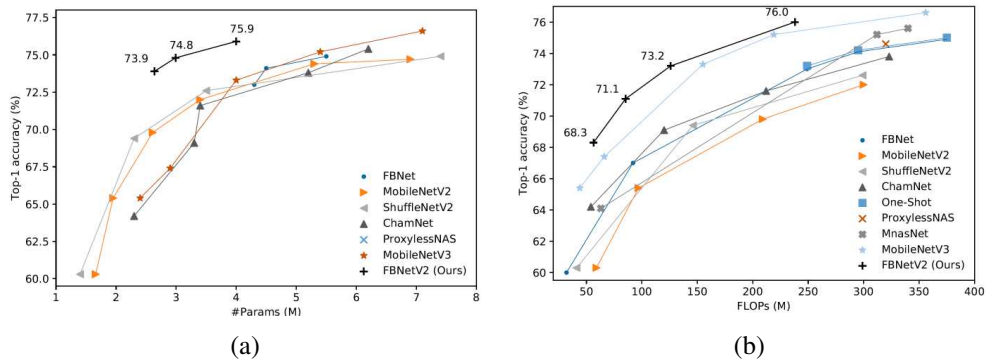 77.5
75.0
72.5
70.0
67.5
65.0
62.5
60.0
Top-1 accuracy (%)
73.9
74.8
75.9
FBNet
MobileNetV2
ShuffleNetV2
ChamNet
ProxylessNAS
MobileNetV3
FBNetV2 (Ours)
1 2 3 4 5 6 7 8
#Params (M)
(a)
76
74
72
70
68
66
64
62
60
Top-1 accuracy (%)
68.3
71.1
73.2
76.0
FBNet
MobileNetV2
ShuffleNetV2
ChamNet
One-Shot
ProxylessNAS
MnasNet
MobileNetV3
FBNetV2 (Ours)
50 100 150 200 250 300 350 400
FLOPs (M)
(b)